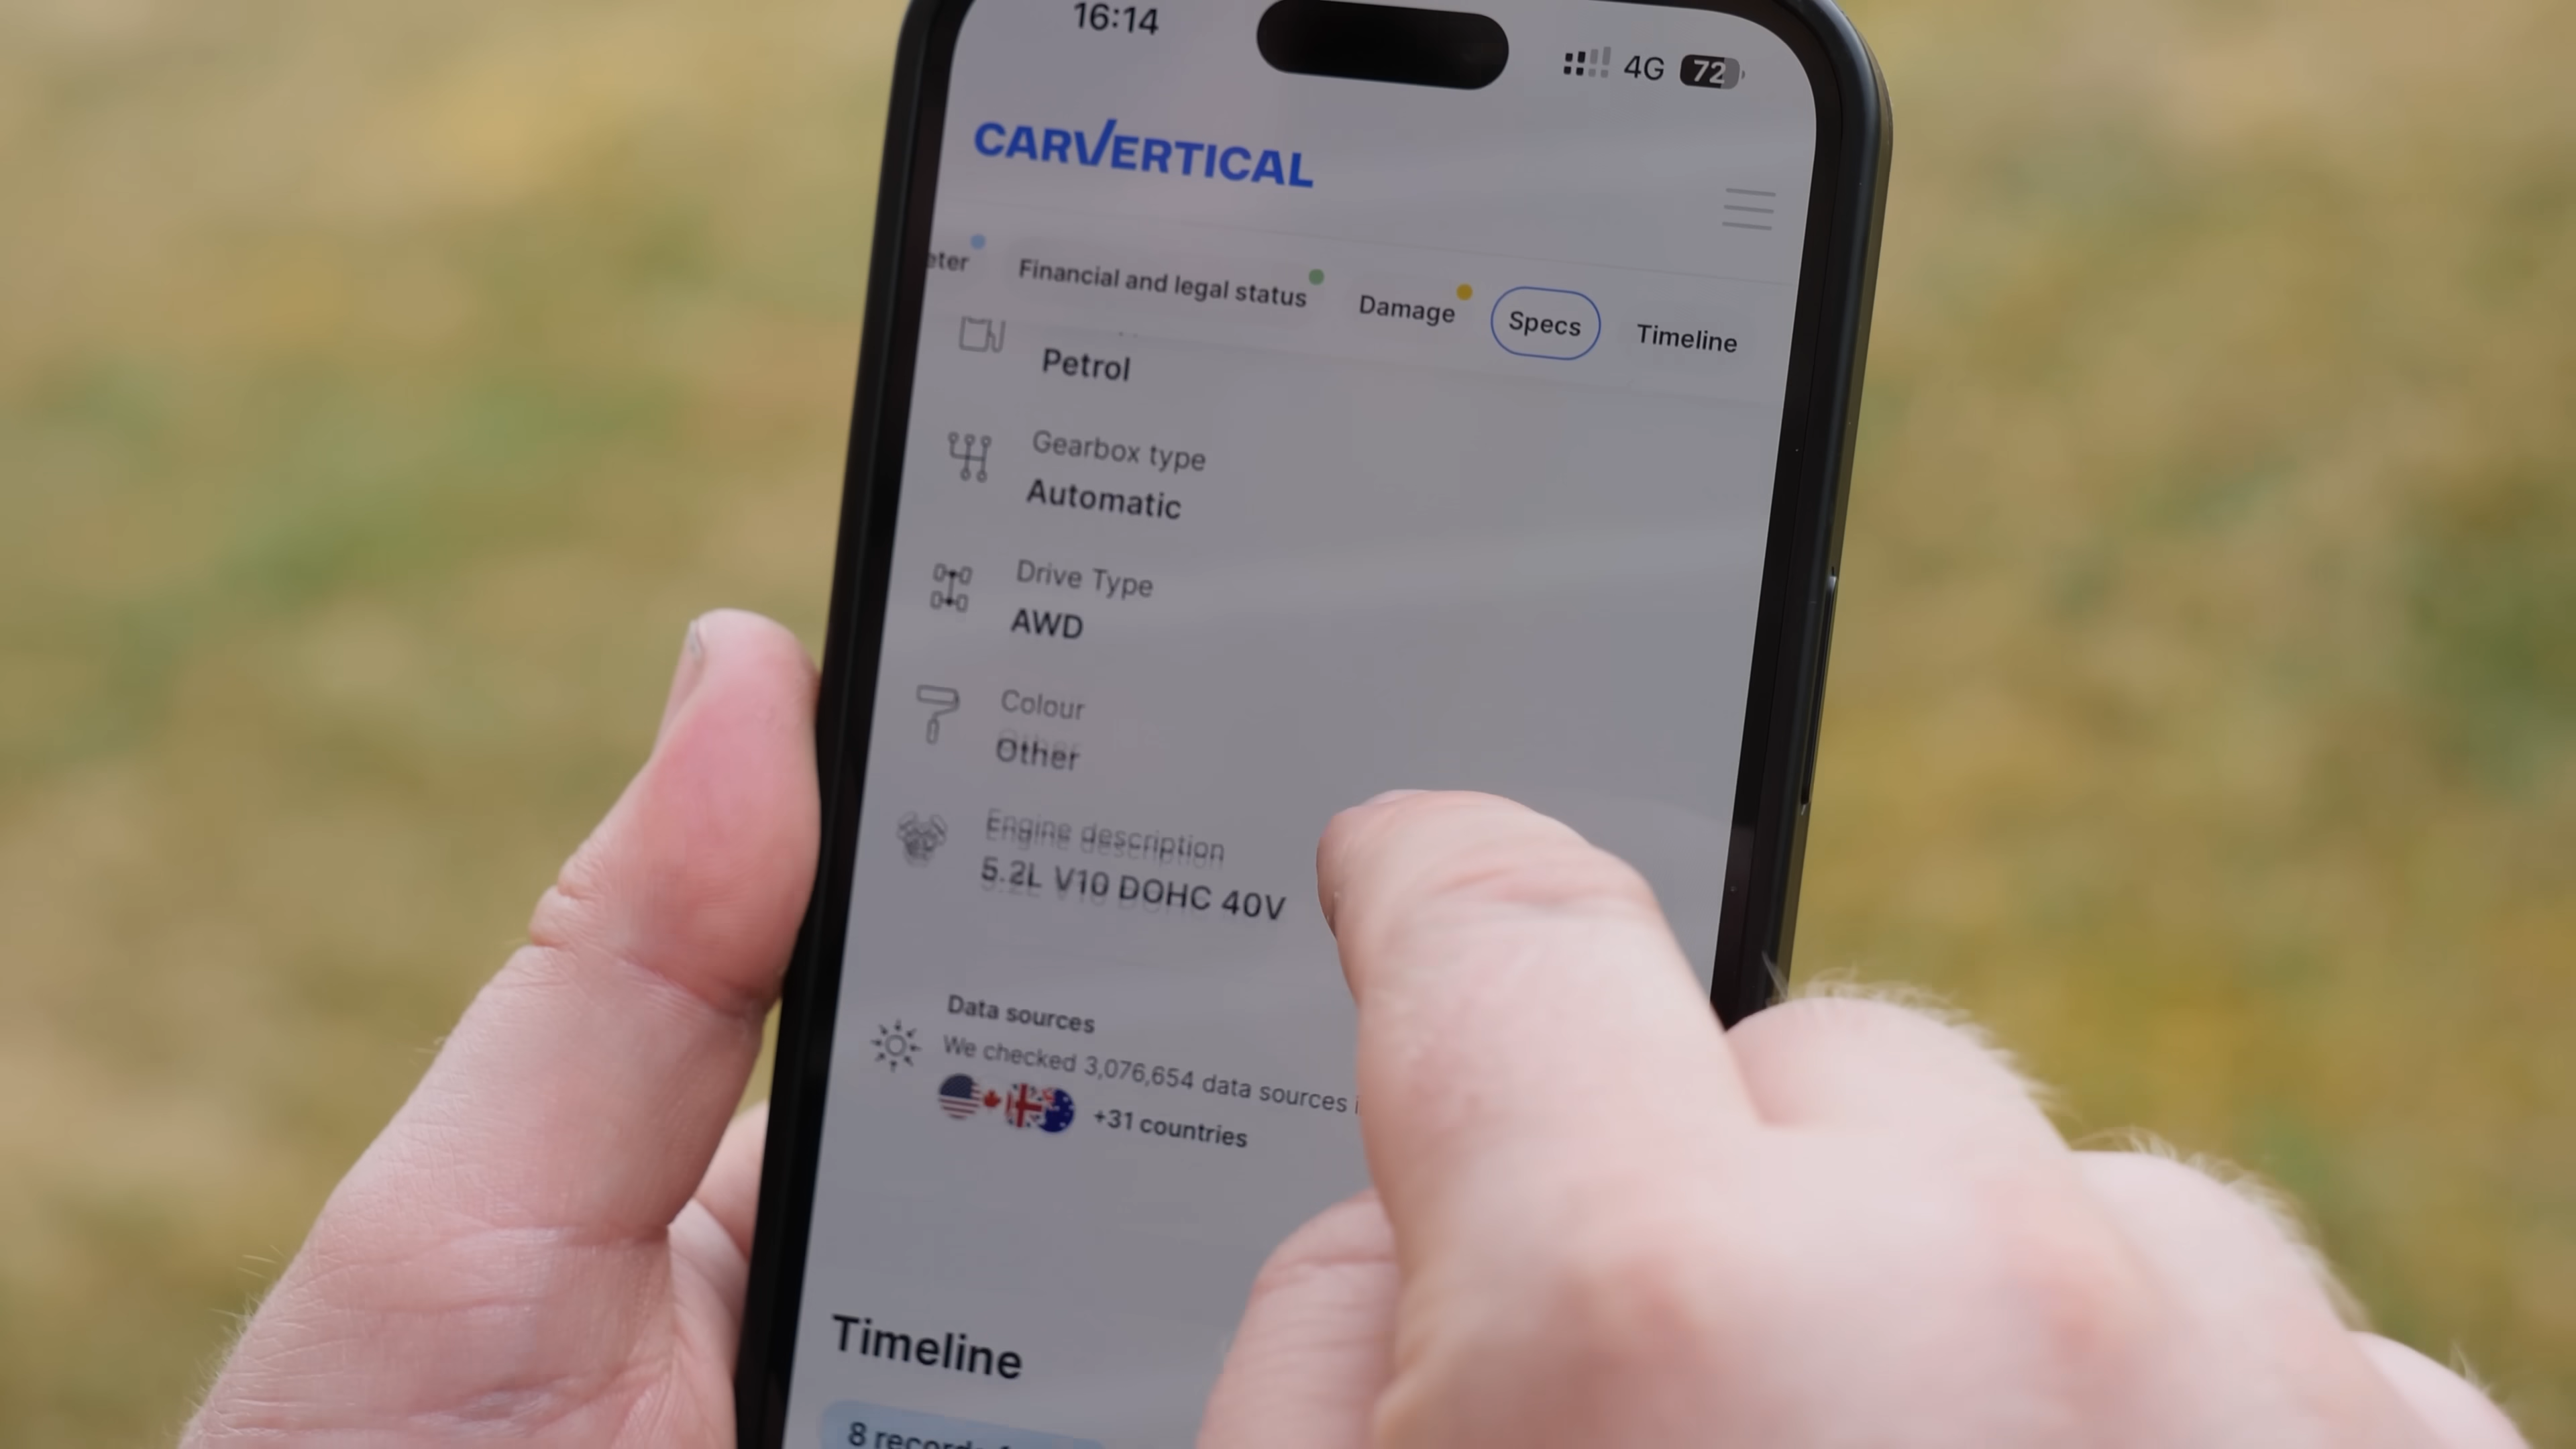 16:14
4G 72
CARVERTICAL
eter Financial and legal status Damage Specs Timeline
Petrol
Gearbox type
Automatic
Drive Type
AWD
Colour
Other
Engine description
5.2L V10 DOHC 40V
Data sources
We checked 3,076,654 data sources
+31 countries
Timeline
8